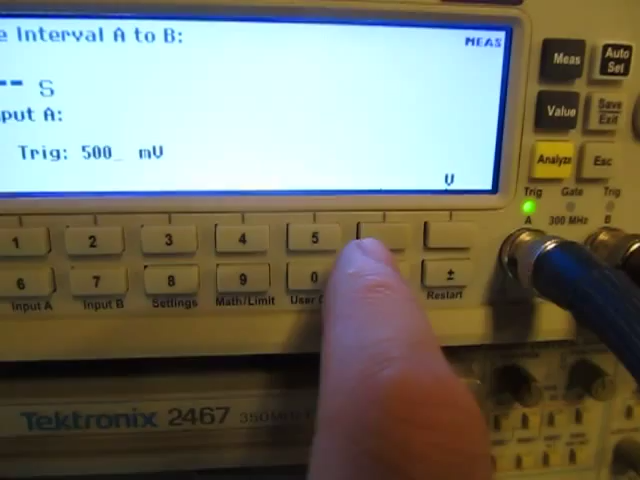 e Interval A to B:
MEAS
-- s
put A:
Trig: 500_ mV
V
Meas
Auto Set
Value
Save Exit
Analyze
Esc
Trig Gate Trig
A 300 MHz B
1 2 3 4 5
6 7 8 9 0 ±
Input A Input B Settings Math/Limit User Restart
Tektronix 2467 350MHz